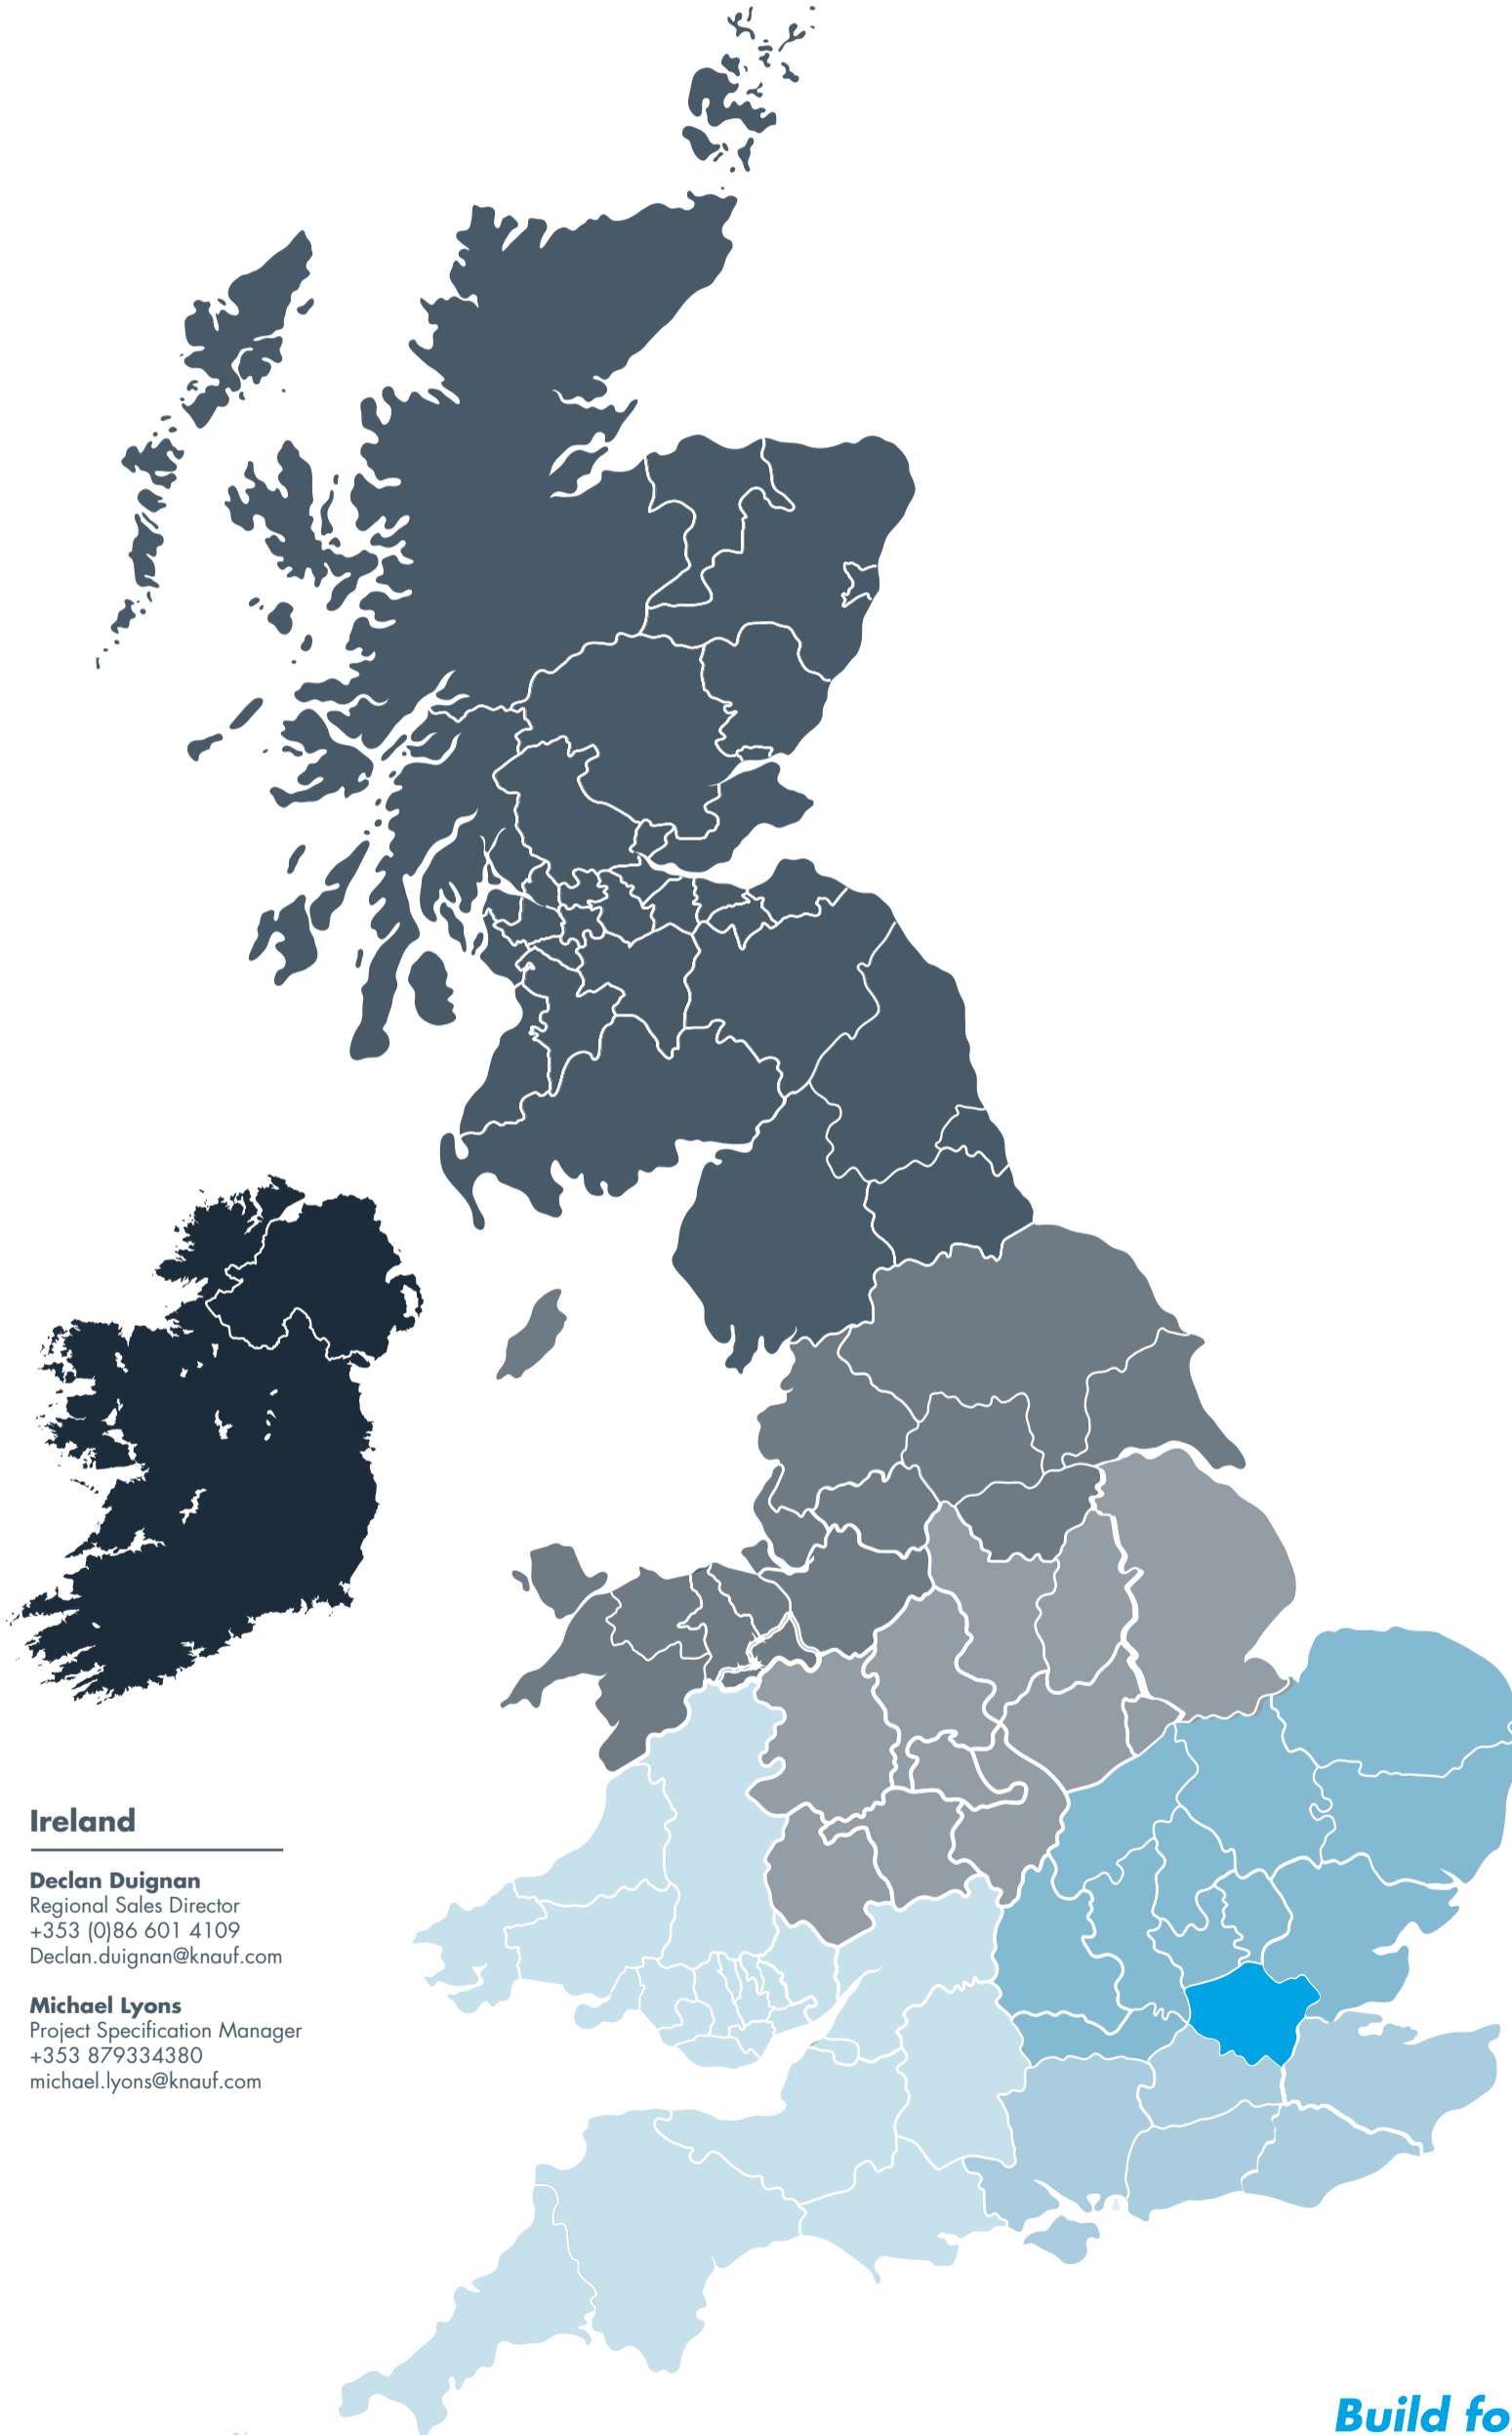 Ireland
Declan Duignan
Regional Sales Director
+353 (0)86 601 4109
Declan.duignan@knauf.com
Michael Lyons
Project Specification Manager
+353 879334380
michael.lyons@knauf.com
Build fo